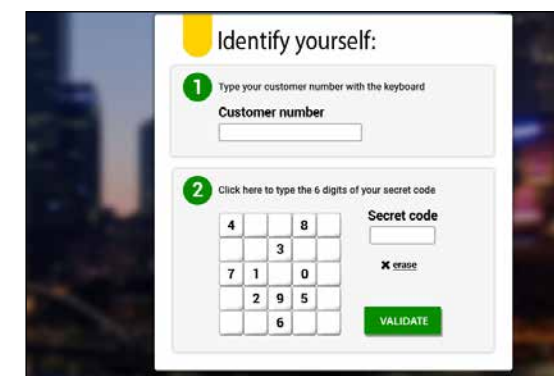 Identify yourself:
1 Type your customer number with the keyboard
Customer number
2 Click here to type the 6 digits of your secret code
Secret code
4 8
3
7 1 0
2 9 5
6
✖ erase
VALIDATE